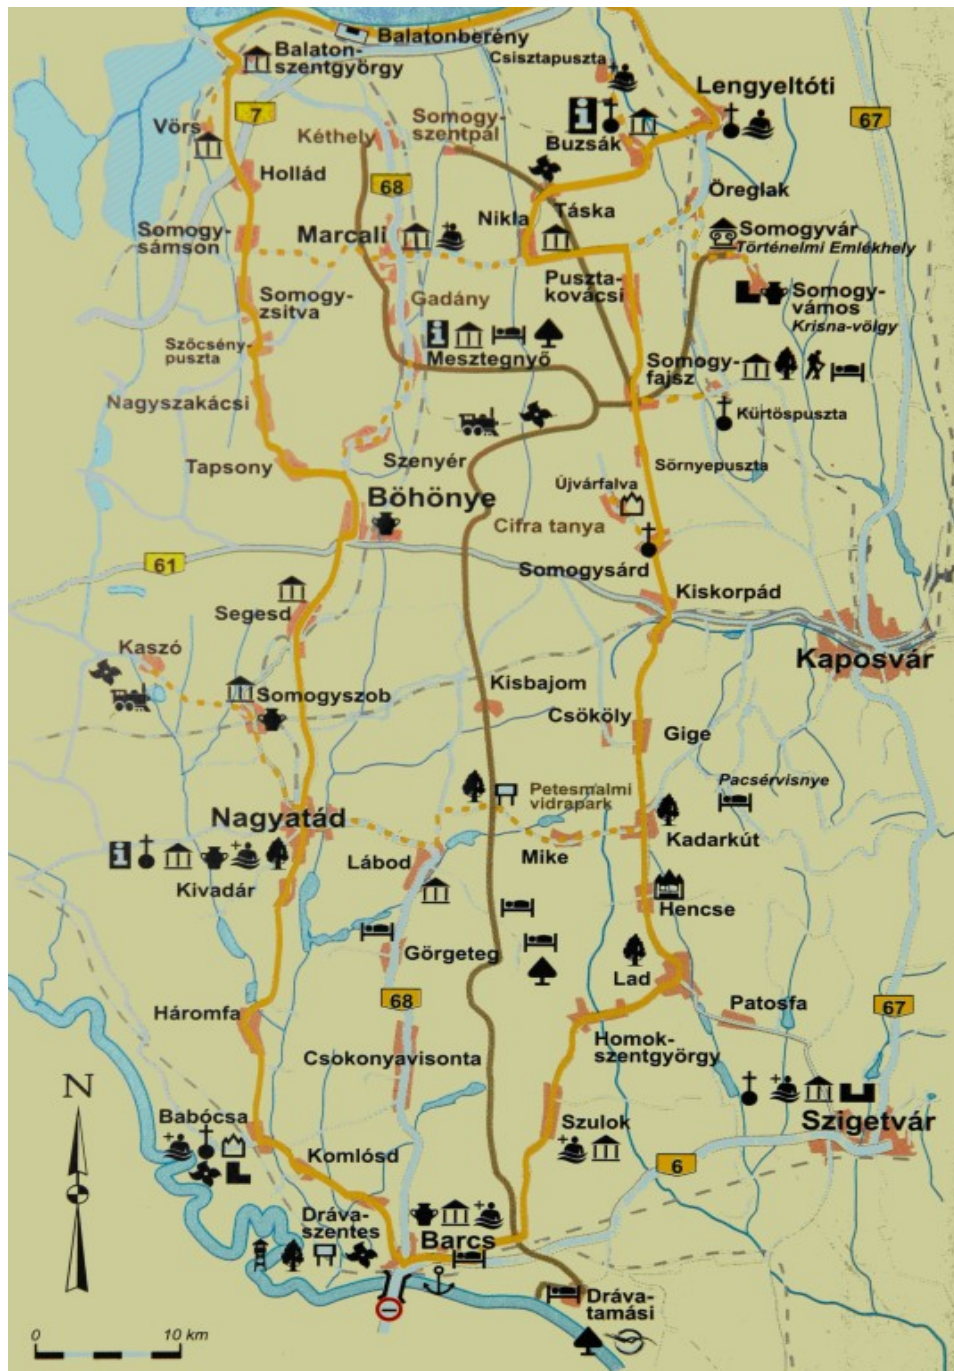 Balatonberény
Balaton-
szentgyörgy
Csisztapuszta
Lengyeltóti
7
67
Vörs
Kéthely
Somogy-
szentpál
i
Buzsák
Hollád
68
Öreglak
Nikla
Táska
Somogy-
sámson
Marcali
Somogyvár
Történelmi Emlékhely
Puszta-
kovácsi
Somogy-
zsitva
Gadány
Somogy-
vámos
Krisna-völgy
i
Mesztegnyő
Szőcsény-
puszta
Somogy-
fajsz
Nagyszakácsi
Kürtöspuszta
Tapsony
Szenyér
Sörnyepuszta
Böhönye
Újvárfalva
Cifra tanya
61
Somogysárd
Kiskorpád
Segesd
Kaszó
Kaposvár
Somogyszob
Kisbajom
Csököly
Gige
Pacsérvisnye
Petesmalmi
vidrapark
Nagyatád
Kadarkút
i
Lábod
Mike
Kivadár
Hencse
Görgeteg
Lad
68
Patosfa
67
Háromfa
Homok-
szentgyörgy
Csokonyavisonta
N
Babócsa
Szulok
Szigetvár
Komlósd
6
Dráva-
szentes
Barcs
Dráva-
tamási
0 10 km